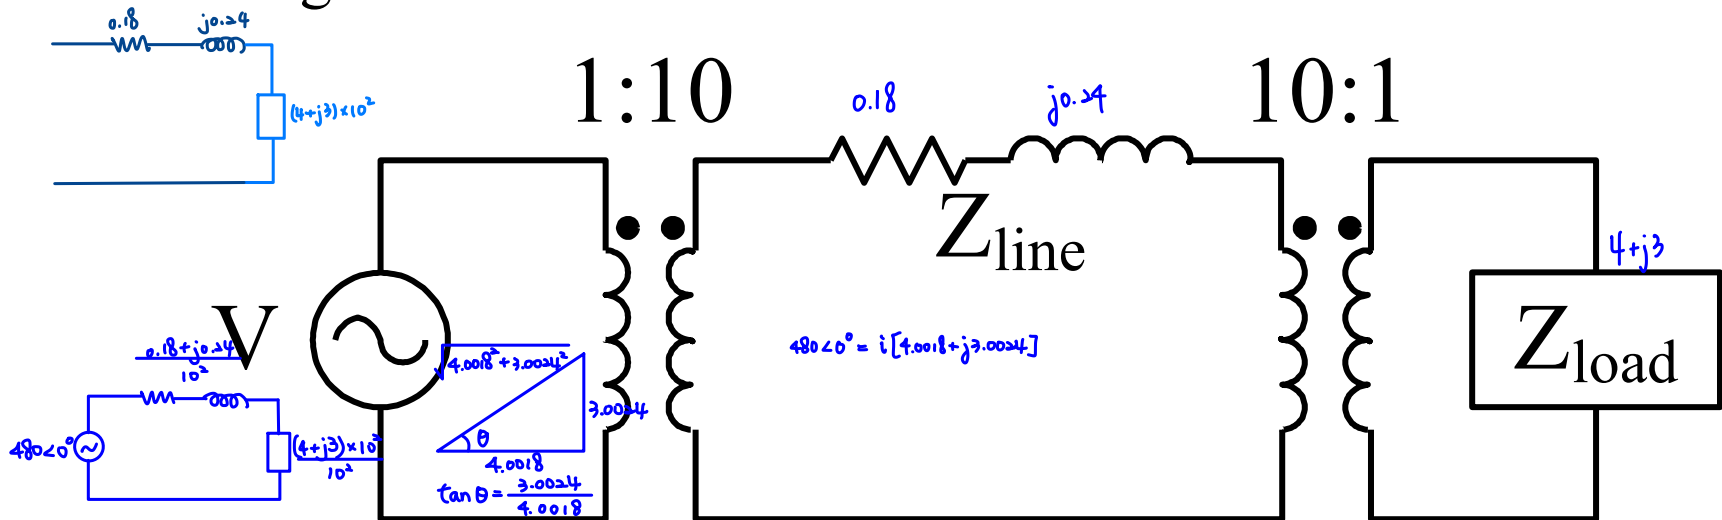 0.18
j0.24
(4+j3)×10²
1:10
0.18
j0.24
10:1
Z_line
4+j3
Z_load
V
0.18+j0.24
10²
480<0°
(4+j3)×10²
10²
√4.0018²+3.0024²
3.0024
θ
4.0018
tan θ = 3.0024
4.0018
480<0° = i[4.0018+j3.0024]